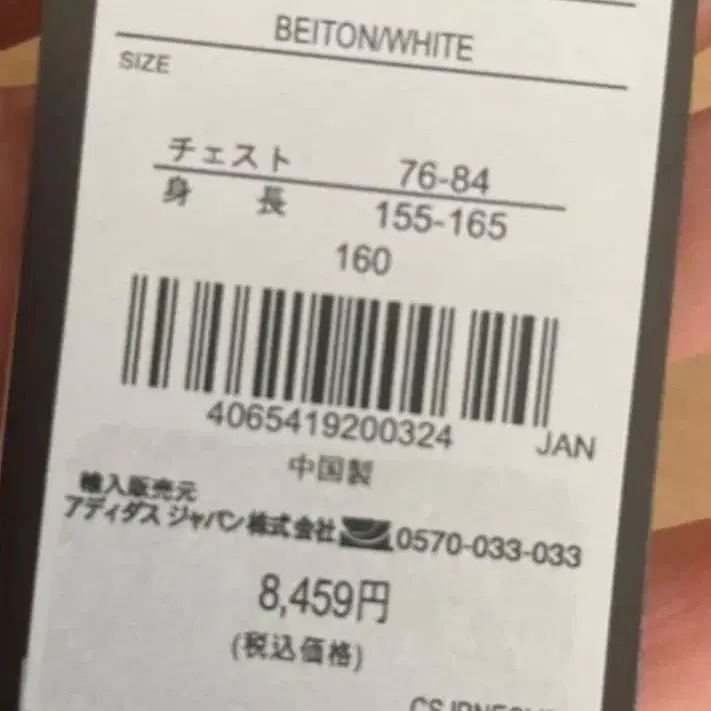 BEITON/WHITE
SIZE
チェスト 76-84
身 長 155-165
160
4065419200324 JAN
中国製
輸入販売元
アディダス ジャパン 株式会社 0570-033-033
8,459円
(税込価格)